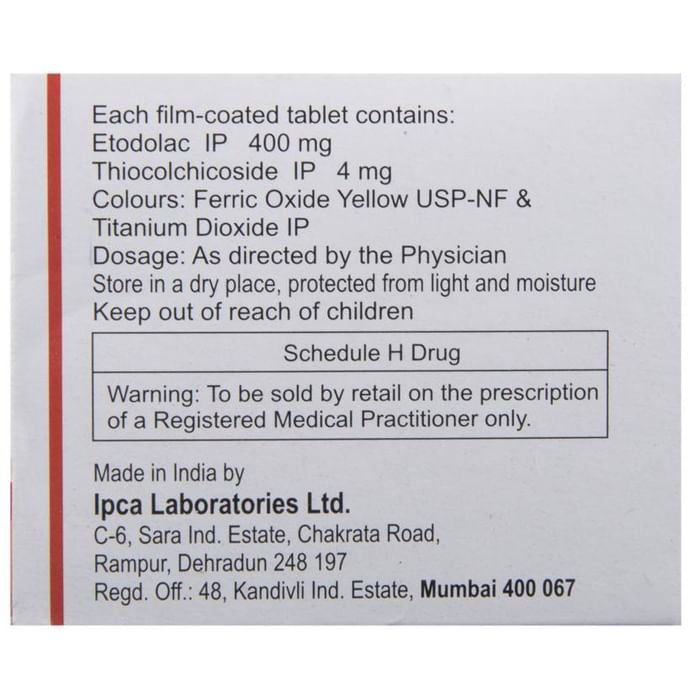 Each film-coated tablet contains:
Etodolac IP 400 mg
Thiocolchicoside IP 4 mg
Colours: Ferric Oxide Yellow USP-NF &
Titanium Dioxide IP
Dosage: As directed by the Physician
Store in a dry place, protected from light and moisture
Keep out of reach of children
Schedule H Drug
Warning: To be sold by retail on the prescription
of a Registered Medical Practitioner only.
Made in India by
Ipca Laboratories Ltd.
C-6, Sara Ind. Estate, Chakrata Road,
Rampur, Dehradun 248 197
Regd. Off.: 48, Kandivli Ind. Estate, Mumbai 400 067